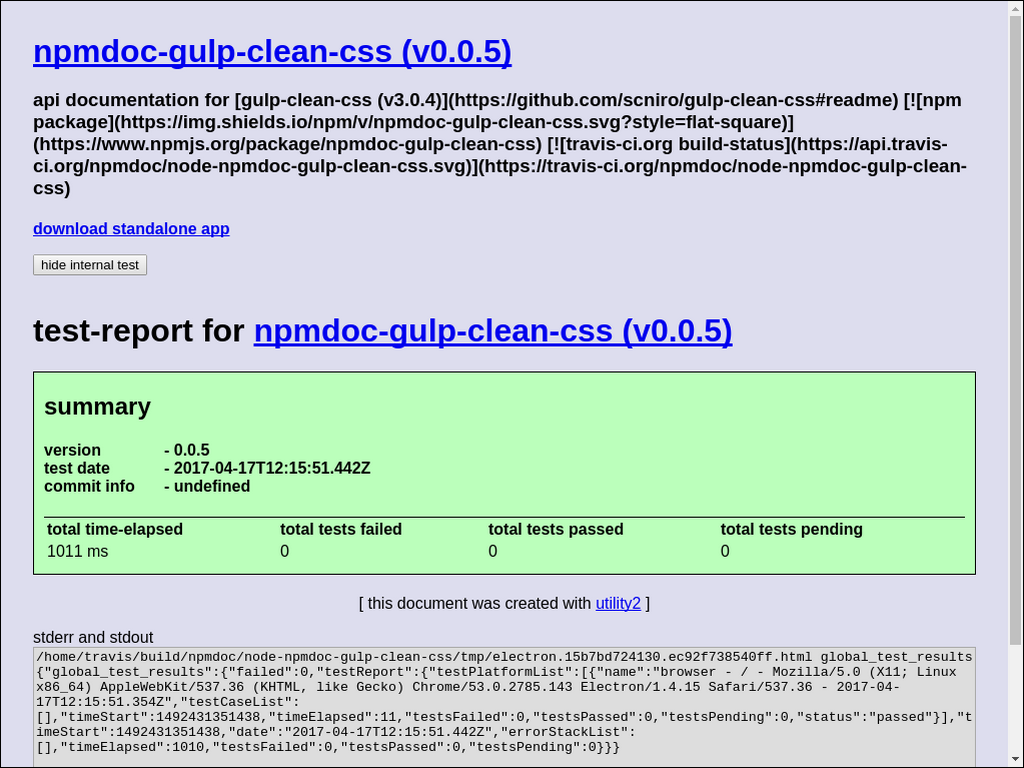 npmdoc-gulp-clean-css (v0.0.5)
api documentation for [gulp-clean-css (v3.0.4)](https://github.com/scniro/gulp-clean-css#readme) [![npm
package](https://img.shields.io/npm/v/npmdoc-gulp-clean-css.svg?style=flat-square)]
(https://www.npmjs.org/package/npmdoc-gulp-clean-css) [![travis-ci.org build-status](https://api.travis-
ci.org/npmdoc/node-npmdoc-gulp-clean-css.svg)](https://travis-ci.org/npmdoc/node-npmdoc-gulp-clean-
css)
download standalone app
hide internal test
test-report for npmdoc-gulp-clean-css (v0.0.5)
summary
version - 0.0.5
test date - 2017-04-17T12:15:51.442Z
commit info - undefined
total time-elapsed total tests failed total tests passed total tests pending
1011 ms 0 0 0
[ this document was created with utility2 ]
stderr and stdout
/home/travis/build/npmdoc/node-npmdoc-gulp-clean-css/tmp/electron.15b7bd724130.ec92f738540ff.html global_test_results
{"global_test_results":{"failed":0,"testReport":{"testPlatformList":[{"name":"browser - / - Mozilla/5.0 (X11; Linux
x86_64) AppleWebKit/537.36 (KHTML, like Gecko) Chrome/53.0.2785.143 Electron/1.4.15 Safari/537.36 - 2017-04-
17T12:15:51.354Z","testCaseList":
[],"timeStart":1492431351438,"timeElapsed":11,"testsFailed":0,"testsPassed":0,"testsPending":0,"status":"passed"}],"t
imeStart":1492431351438,"date":"2017-04-17T12:15:51.442Z","errorStackList":
[],"timeElapsed":1010,"testsFailed":0,"testsPassed":0,"testsPending":0}}}